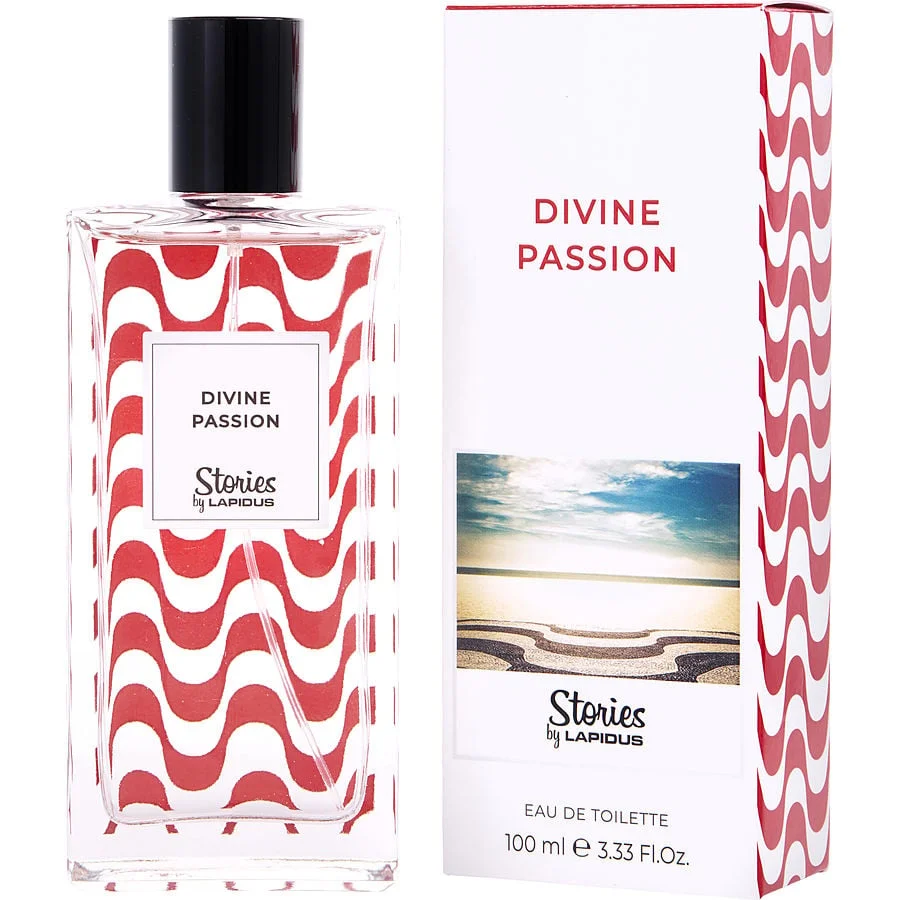 DIVINE
PASSION
Stories
by LAPIDUS
DIVINE
PASSION
Stories
by LAPIDUS
EAU DE TOILETTE
100 ml ℮ 3.33 Fl.Oz.